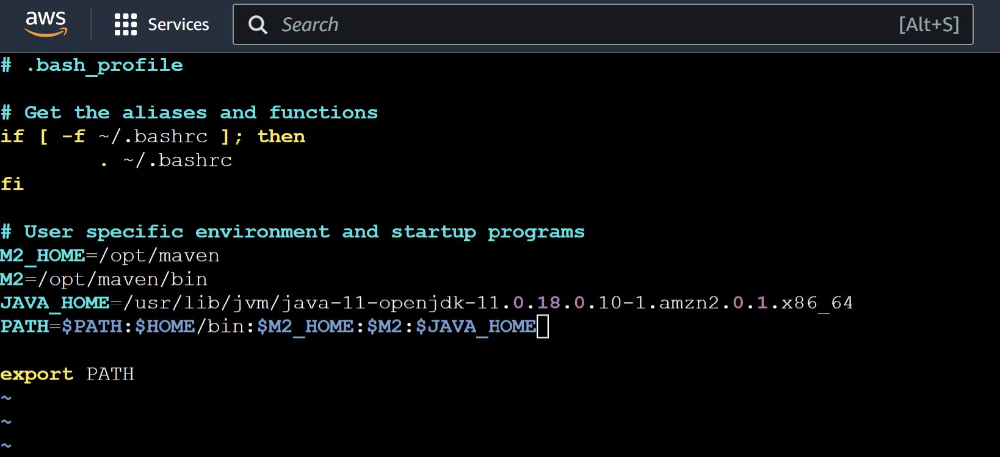 aws Services Search [Alt+S]
# .bash_profile
# Get the aliases and functions
if [ -f ~/.bashrc ]; then
        . ~/.bashrc
fi
# User specific environment and startup programs
M2_HOME=/opt/maven
M2=/opt/maven/bin
JAVA_HOME=/usr/lib/jvm/java-11-openjdk-11.0.18.0.10-1.amzn2.0.1.x86_64
PATH=$PATH:$HOME/bin:$M2_HOME:$M2:$JAVA_HOME
export PATH
~
~
~